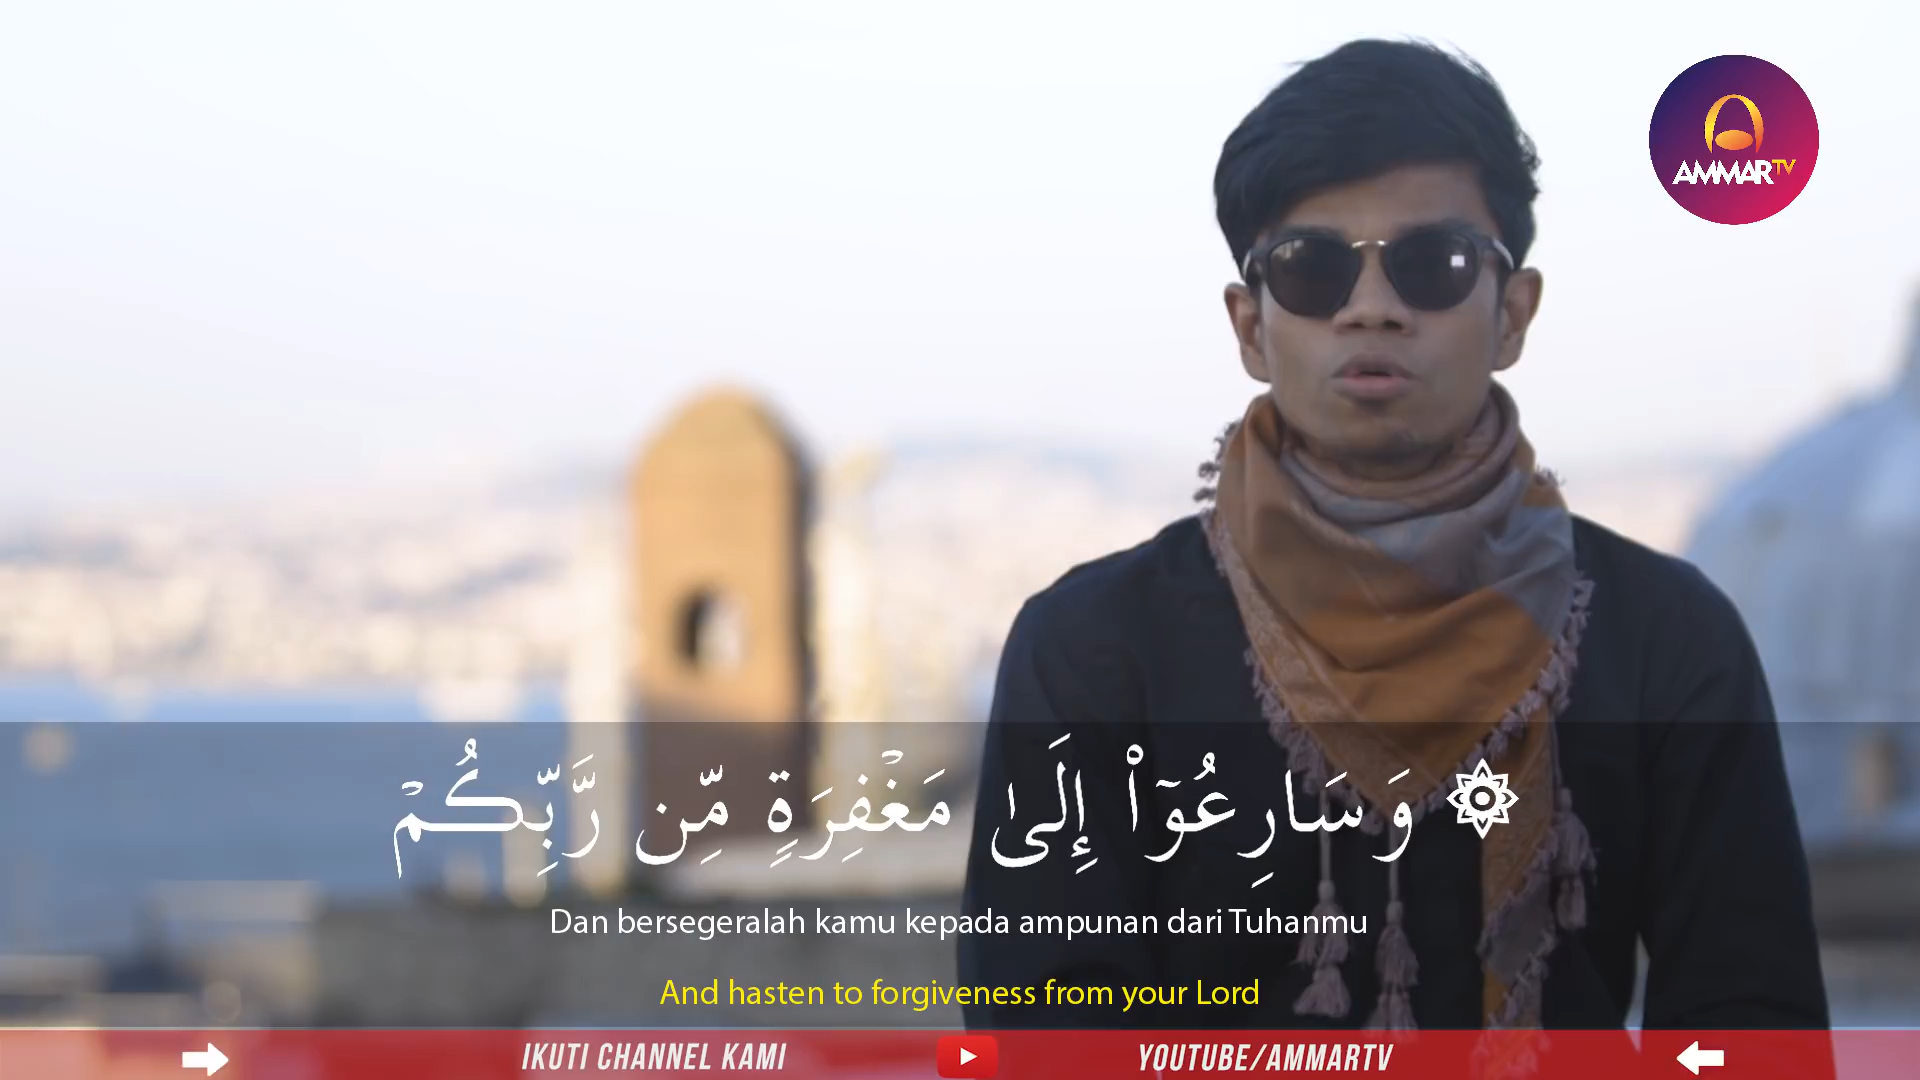 AMMARTV
۞ وَسَارِعُوٓا۟ إِلَىٰ مَغْفِرَةٍ مِّن رَّبِّكُمْ
Dan bersegeralah kamu kepada ampunan dari Tuhanmu
And hasten to forgiveness from your Lord
IKUTI CHANNEL KAMI YOUTUBE/AMMARTV